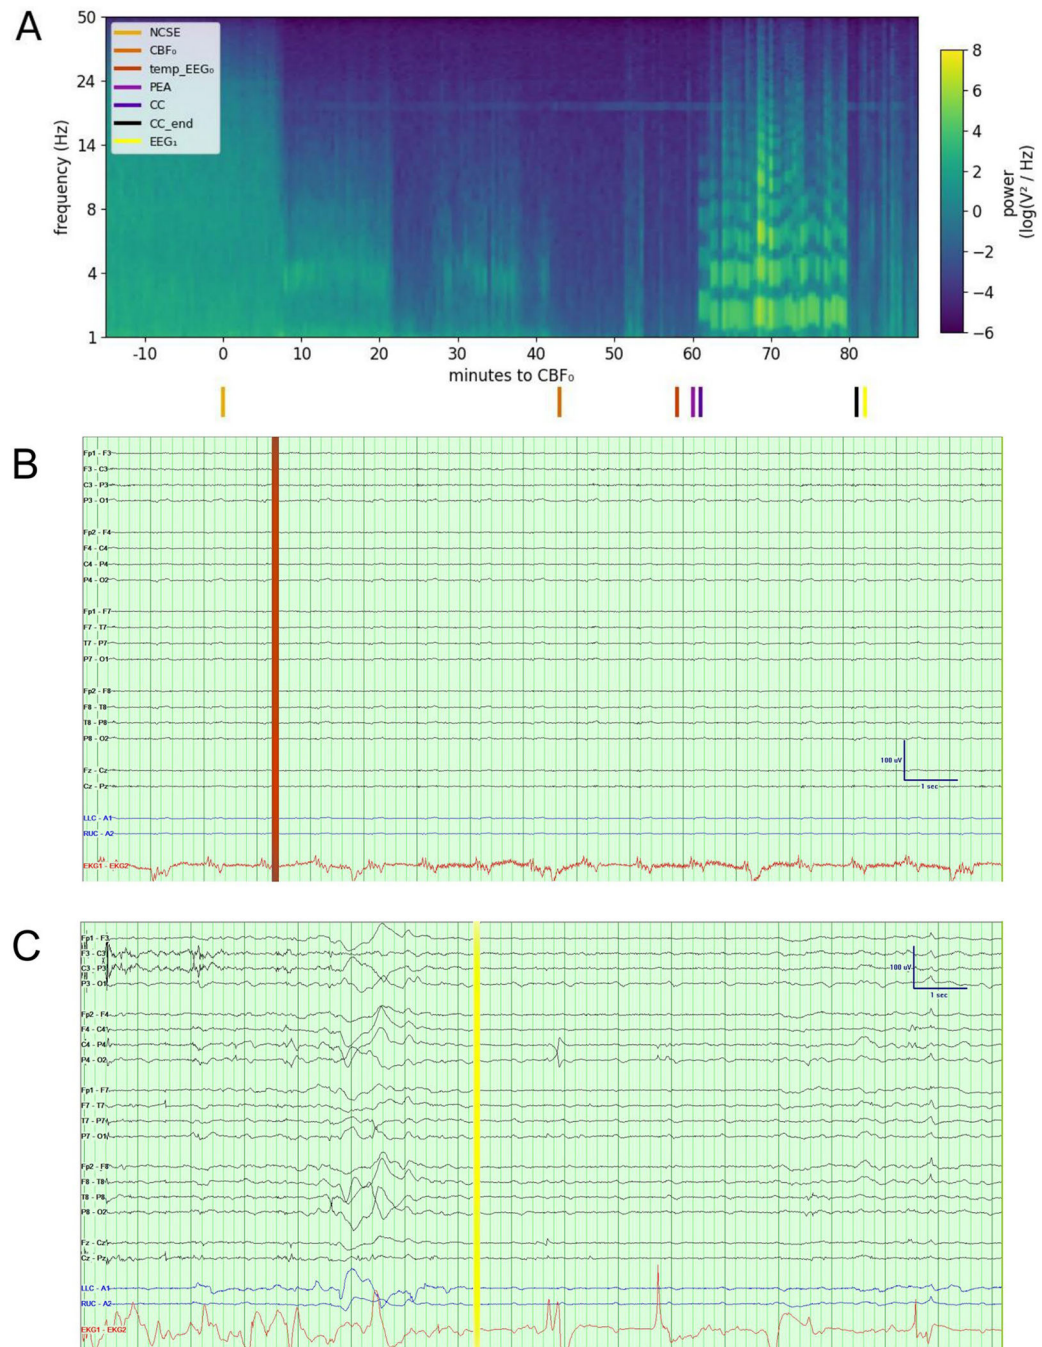 A
50
24
14
8
4
1
frequency (Hz)
NCSE
CBF₀
temp_EEG₀
PEA
CC
CC_end
EEG₁
-10 0 10 20 30 40 50 60 70 80
minutes to CBF₀
8
6
4
2
0
−2
−4
−6
power
(log(V² / Hz)
B
Fp1 - F3
F3 - C3
C3 - P3
P3 - O1
Fp2 - F4
F4 - C4
C4 - P4
P4 - O2
Fp1 - F7
F7 - T7
T7 - P7
P7 - O1
Fp2 - F8
F8 - T8
T8 - P8
P8 - O2
Fz - Cz
Cz - Pz
LLC - A1
RUC - A2
EKG1 - EKG2
100 uV
1 sec
C
Fp1 - F3
F3 - C3
C3 - P3
P3 - O1
Fp2 - F4
F4 - C4
C4 - P4
P4 - O2
Fp1 - F7
F7 - T7
T7 - P7
P7 - O1
Fp2 - F8
F8 - T8
T8 - P8
P8 - O2
Fz - Cz
Cz - Pz
LLC - A1
RUC - A2
EKG1 - EKG2
100 uV
1 sec